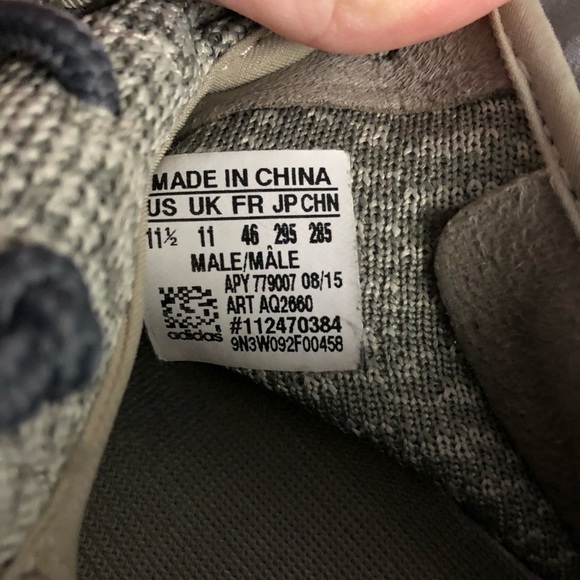 MADE IN CHINA
US UK FR JP CHN
11½ 11 46 295 285
MALE/MÂLE
APY 779007 08/15
ART AQ2660
#112470384
adidas 9N3W092F00458